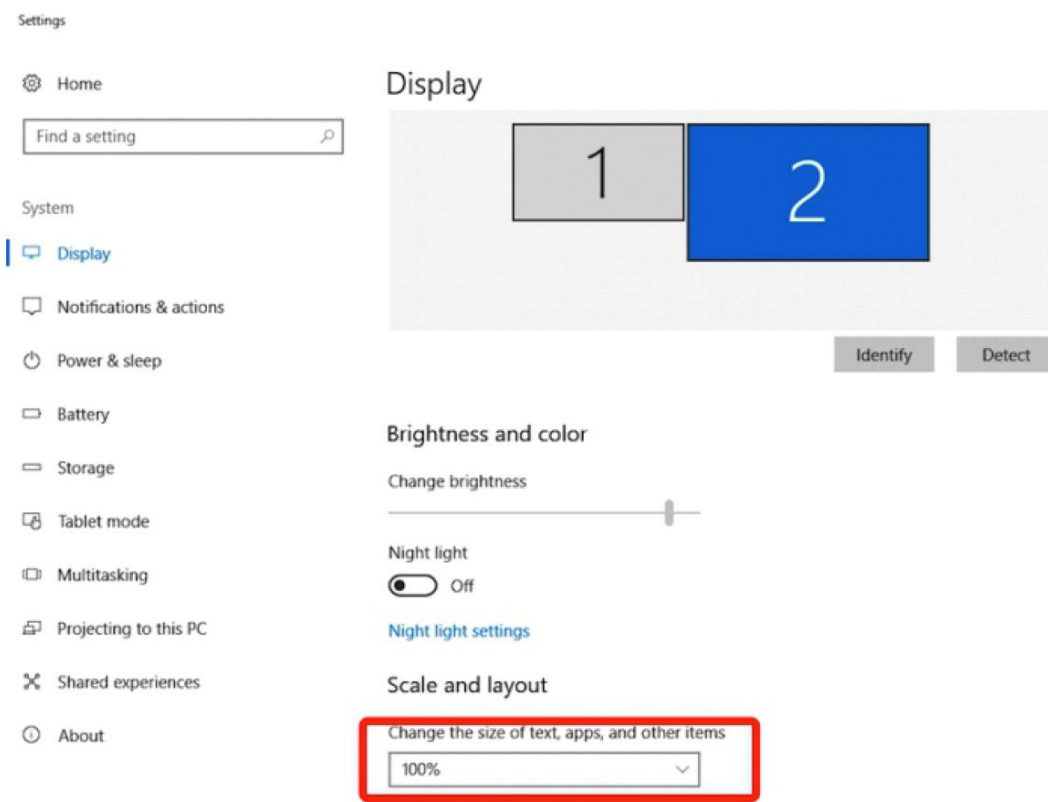 Settings
Home
Find a setting
System
Display
Notifications & actions
Power & sleep
Battery
Storage
Tablet mode
Multitasking
Projecting to this PC
Shared experiences
About
Display
1
2
Identify
Detect
Brightness and color
Change brightness
Night light
Off
Night light settings
Scale and layout
Change the size of text, apps, and other items
100%